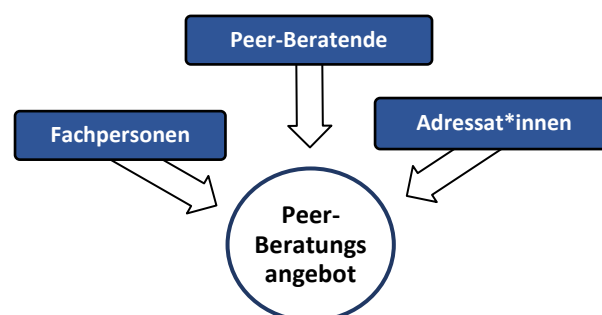 Peer-Beratende
Fachpersonen
Adressat*innen
Peer-
Beratungs
angebot